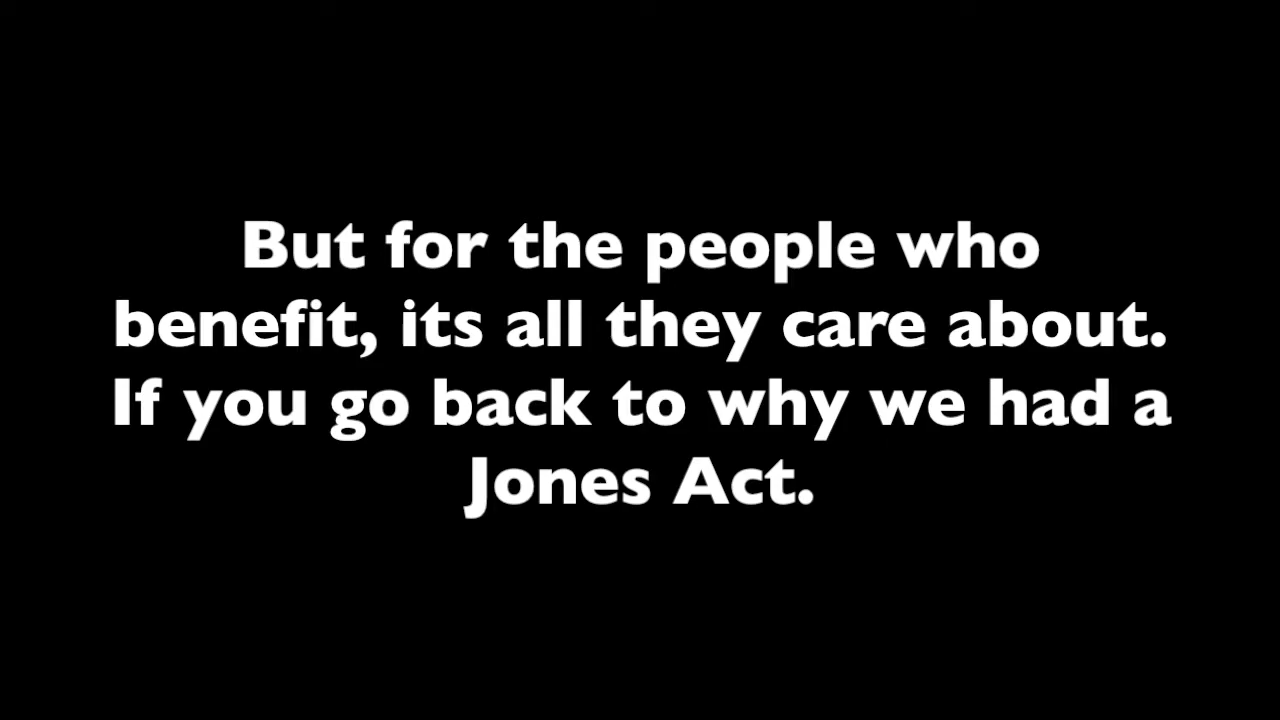 But for the people who
benefit, its all they care about.
If you go back to why we had a
Jones Act.